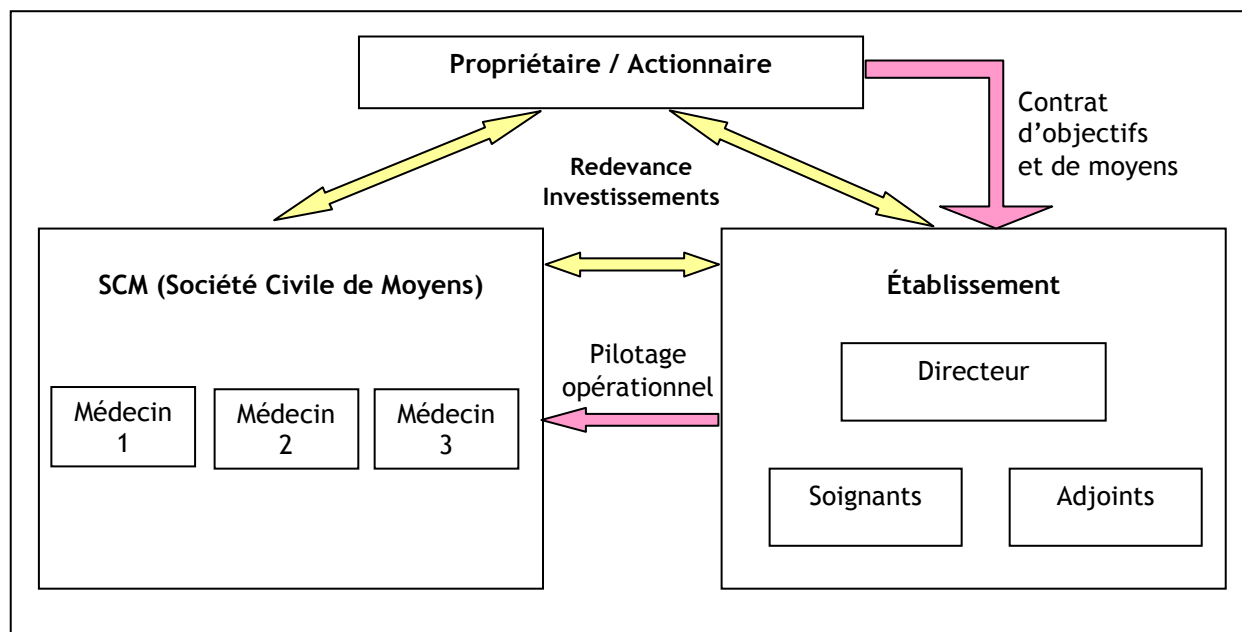 Propriétaire / Actionnaire
Contrat
d’objectifs
et de moyens
Redevance
Investissements
SCM (Société Civile de Moyens)
Établissement
Pilotage
opérationnel
Directeur
Médecin
1
Médecin
2
Médecin
3
Soignants
Adjoints